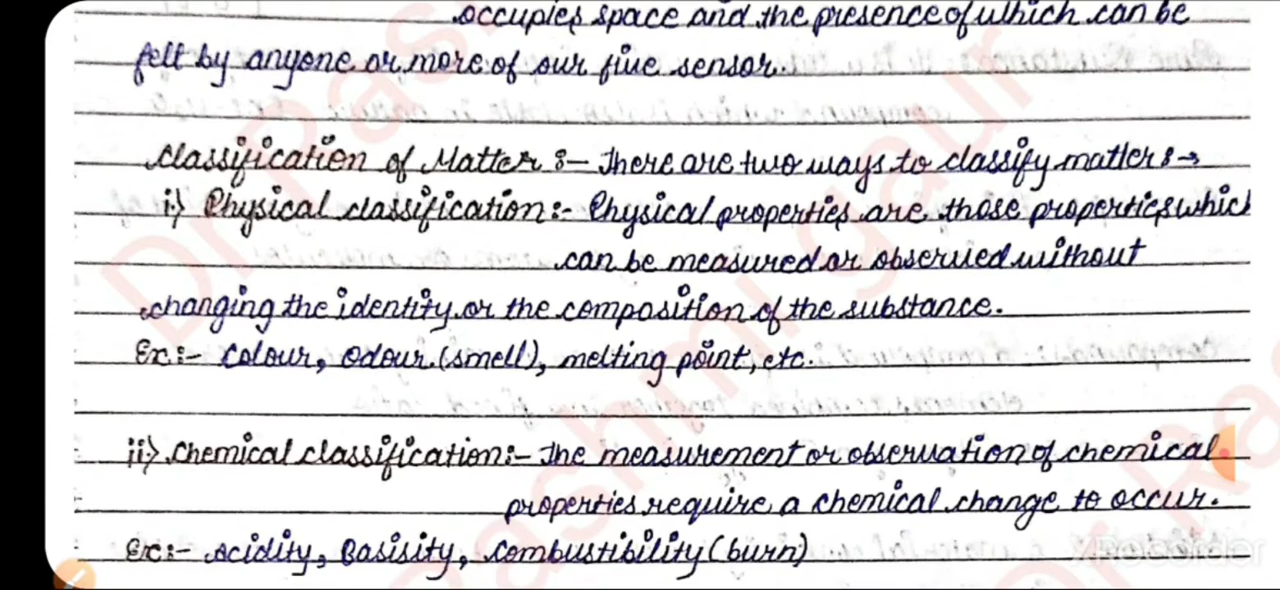 occupies space and the presence of which can be
felt by anyone or more of our five sensor.
Classification of Matter :- There are two ways to classify matter :→
i) Physical classification :- Physical properties are those properties which
can be measured or observed without
changing the identity or the composition of the substance.
Ex:- Colour, Odour (smell), melting point, etc.
ii) Chemical classification :- The measurement or observation of chemical
properties require a chemical change to occur.
Ex:- Acidity, Basisity, Combustibility (burn)